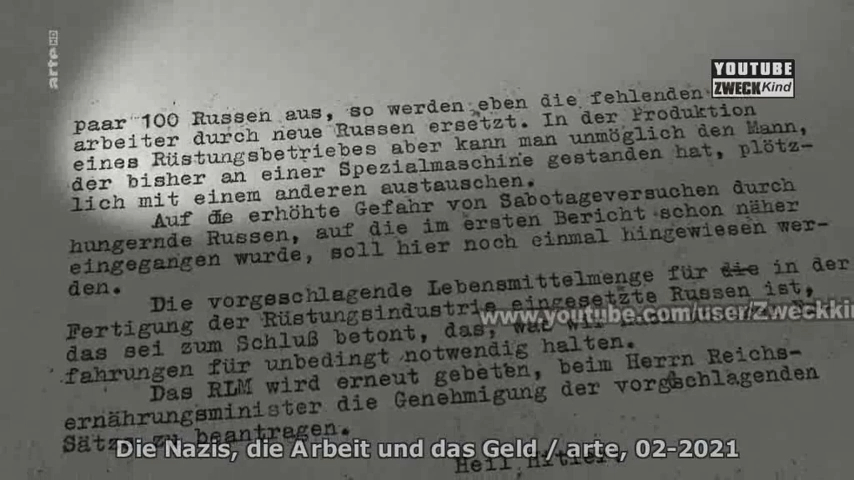 arte HD
YOUTUBE
ZWECKKind
paar 100 Russen aus, so werden eben die fehlenden
arbeiter durch neue Russen ersetzt. In der Produktion
eines Rüstungsbetriebes aber kann man unmöglich den Mann,
der bisher an einer Spezialmaschine gestanden hat, plötz-
lich mit einem anderen austauschen.
Auf die erhöhte Gefahr von Sabotageversuchen durch
hungernde Russen, auf die im ersten Bericht schon näher
eingegangen wurde, soll hier noch einmal hingewiesen wer-
den.
Die vorgeschlagende Lebensmittelmenge für die in der
Fertigung der Rüstungsindustrie eingesetzte Russen ist,
das sei zum Schluß betont, das, was wir nach
www.youtube.com/user/Zweckkin
fahrungen für unbedingt notwendig halten.
Das RLM wird erneut gebeten, beim Herrn Reichs-
ernährungsminister die Genehmigung der vorgeschlagenden
Sätze zu beantragen.
Die Nazis, die Arbeit und das Geld / arte, 02-2021
Heil Hitler!